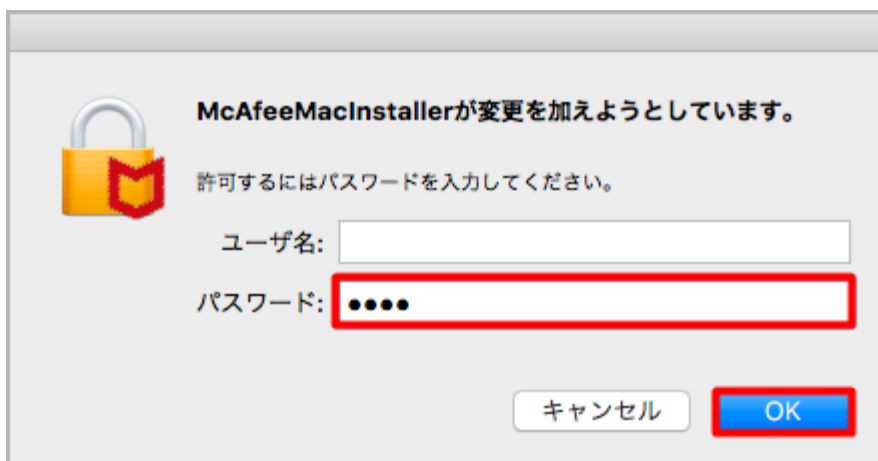 McAfeeMacInstallerが変更を加えようとしています。
許可するにはパスワードを入力してください。
ユーザ名:
パスワード: ●●●●
キャンセル OK